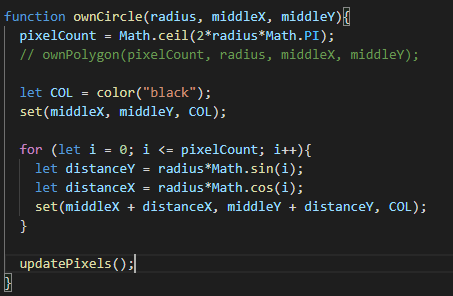 function ownCircle(radius, middleX, middleY){
pixelCount = Math.ceil(2*radius*Math.PI);
// ownPolygon(pixelCount, radius, middleX, middleY);
let COL = color("black");
set(middleX, middleY, COL);
for (let i = 0; i <= pixelCount; i++){
let distanceY = radius*Math.sin(i);
let distanceX = radius*Math.cos(i);
set(middleX + distanceX, middleY + distanceY, COL);
}
updatePixels();
}